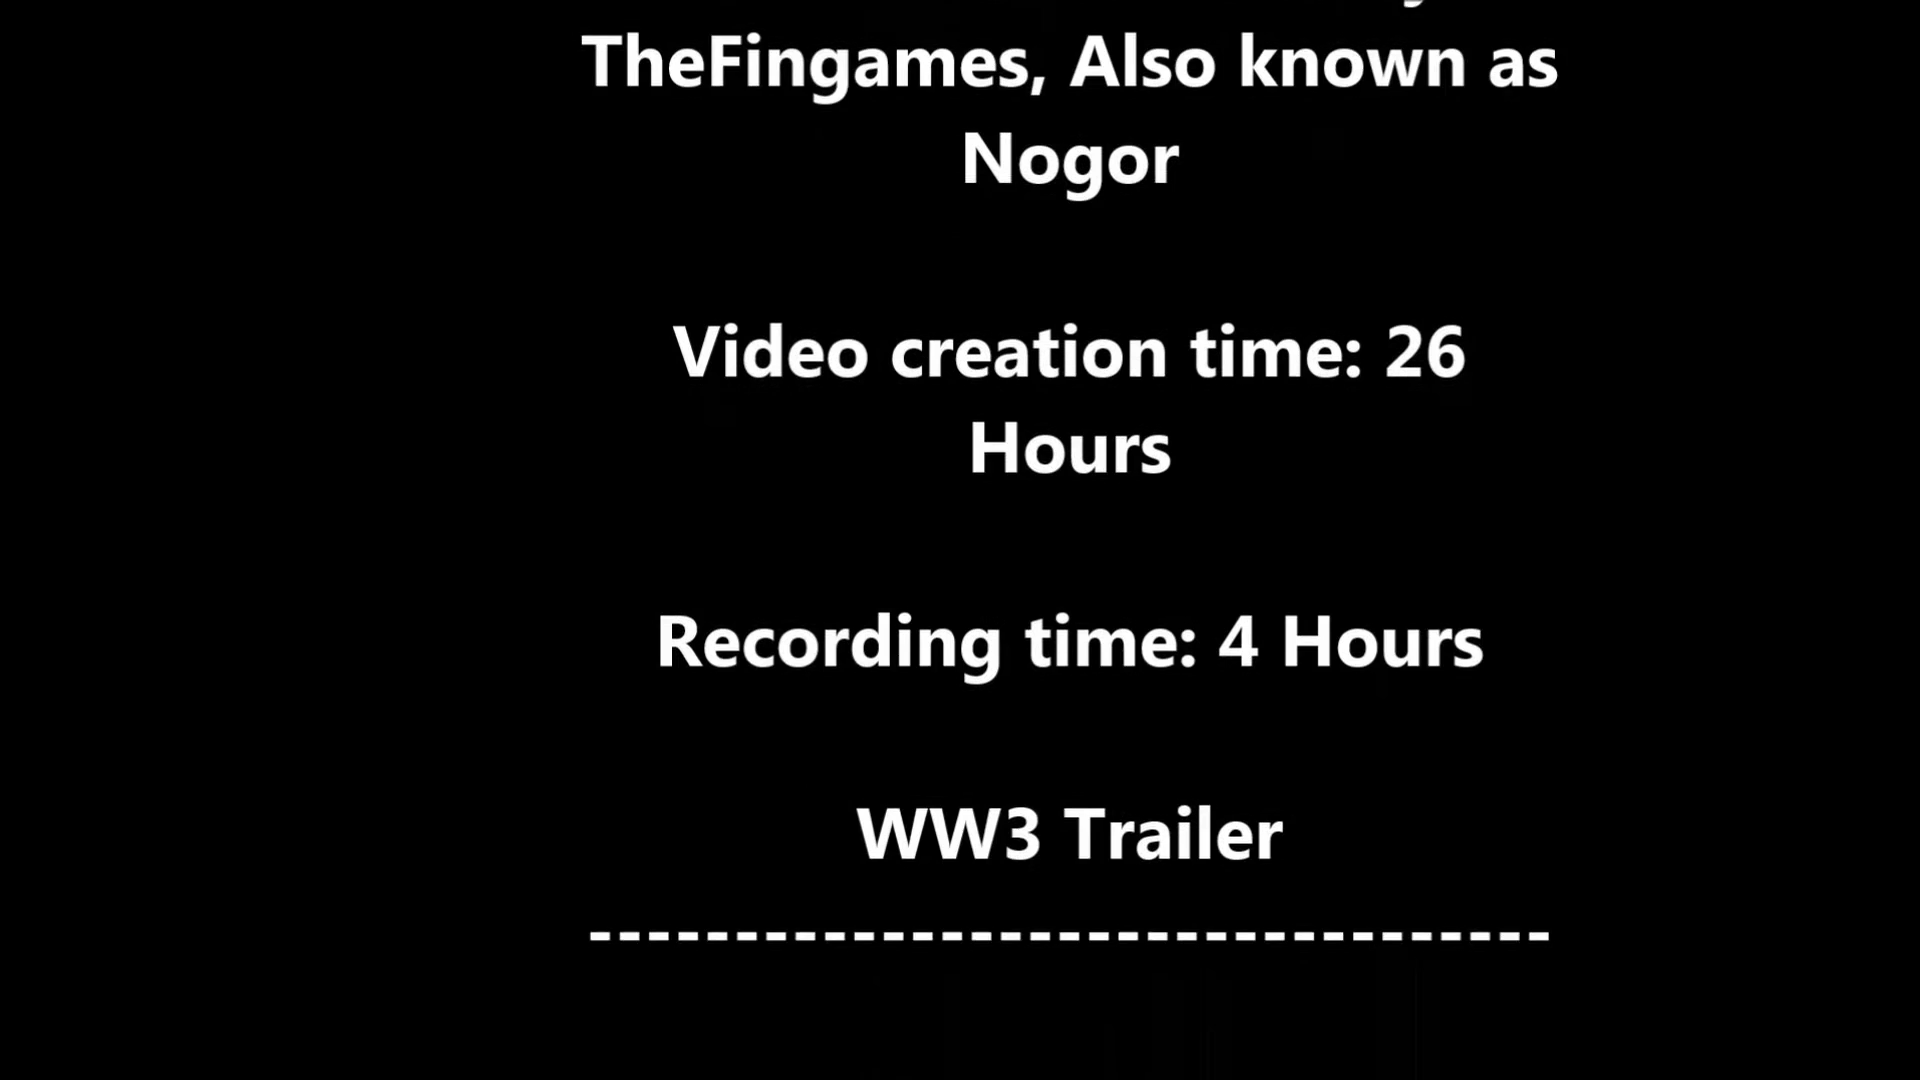 TheFingames, Also known as
Nogor
Video creation time: 26
Hours
Recording time: 4 Hours
WW3 Trailer
---------------------------------